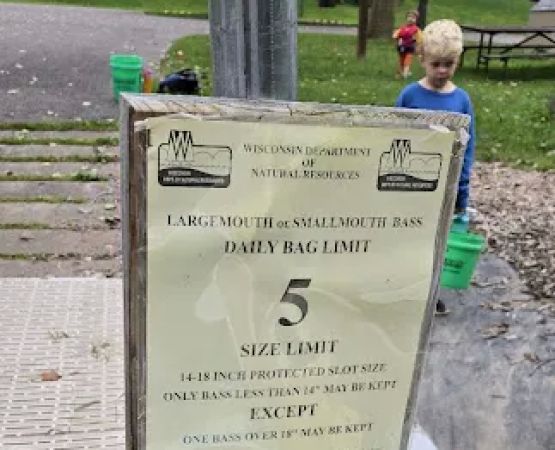 WISCONSIN DEPARTMENT
OF
NATURAL RESOURCES
LARGEMOUTH or SMALLMOUTH BASS
DAILY BAG LIMIT
5
SIZE LIMIT
14-18 INCH PROTECTED SLOT SIZE
ONLY BASS LESS THAN 14" MAY BE KEPT
EXCEPT
ONE BASS OVER 18" MAY BE KEPT